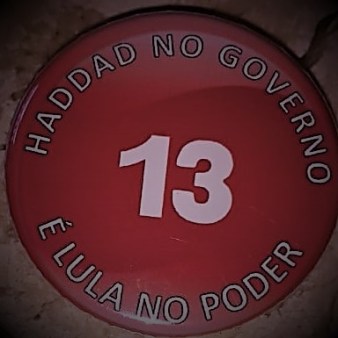 HADDAD NO GOVERNO
13
É LULA NO PODER